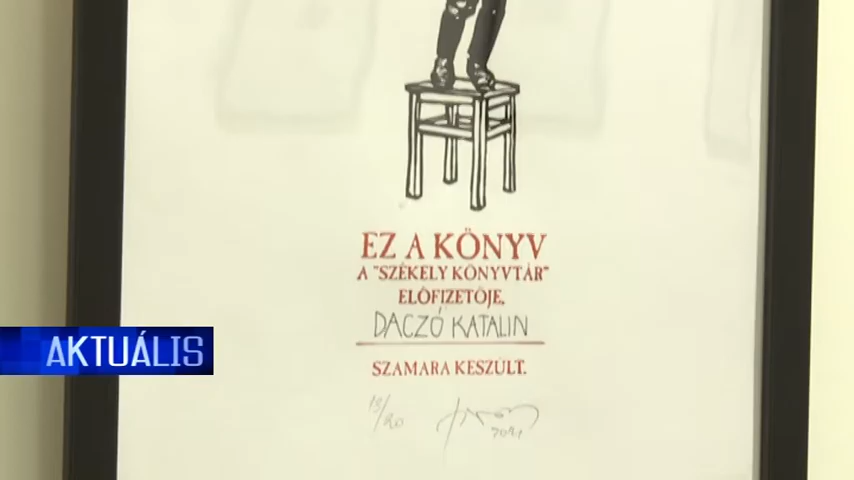 EZ A KÖNYV
A "SZÉKELY KÖNYVTÁR"
ELŐFIZETŐJE,
DACZÓ KATALIN
SZAMARA KESZÜLT.
AKTUÁLIS